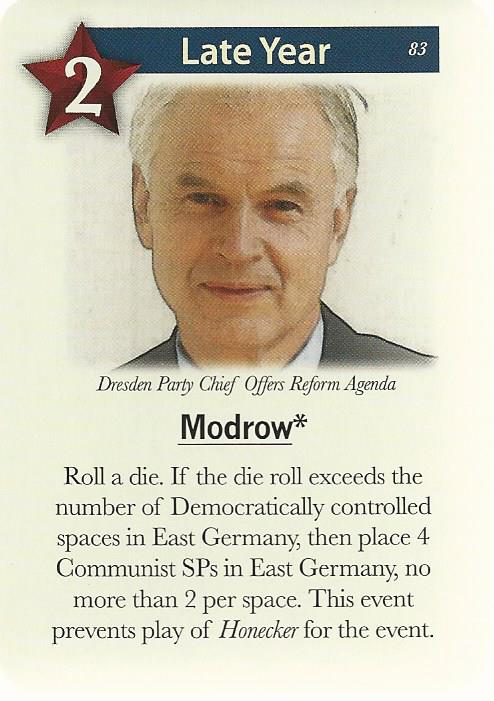 2
Late Year
83
Dresden Party Chief Offers Reform Agenda
Modrow*
Roll a die. If the die roll exceeds the
number of Democratically controlled
spaces in East Germany, then place 4
Communist SPs in East Germany, no
more than 2 per space. This event
prevents play of Honecker for the event.